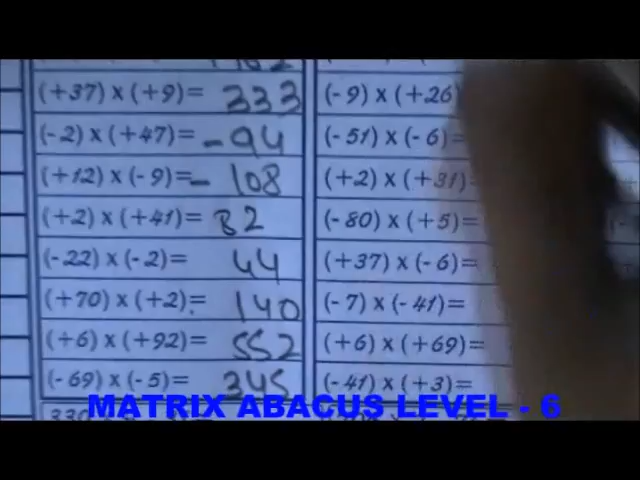 (+37) x (+9)= 333
(-2) x (+47)= -94
(+12) x (-9)= - 108
(+2) x (+41)= 82
(-22) x (-2)= 44
(+70) x (+2)= 140
(+6) x (+92)= 552
(-69) x (-5)= 345
(-9) x (+26)
(-51) x (-6)=
(+2) x (+31)=
(-80) x (+5)=
(+37) x (-6)=
(-7) x (-41)=
(+6) x (+69)=
(-41) x (+3)=
MATRIX ABACUS LEVEL - 6